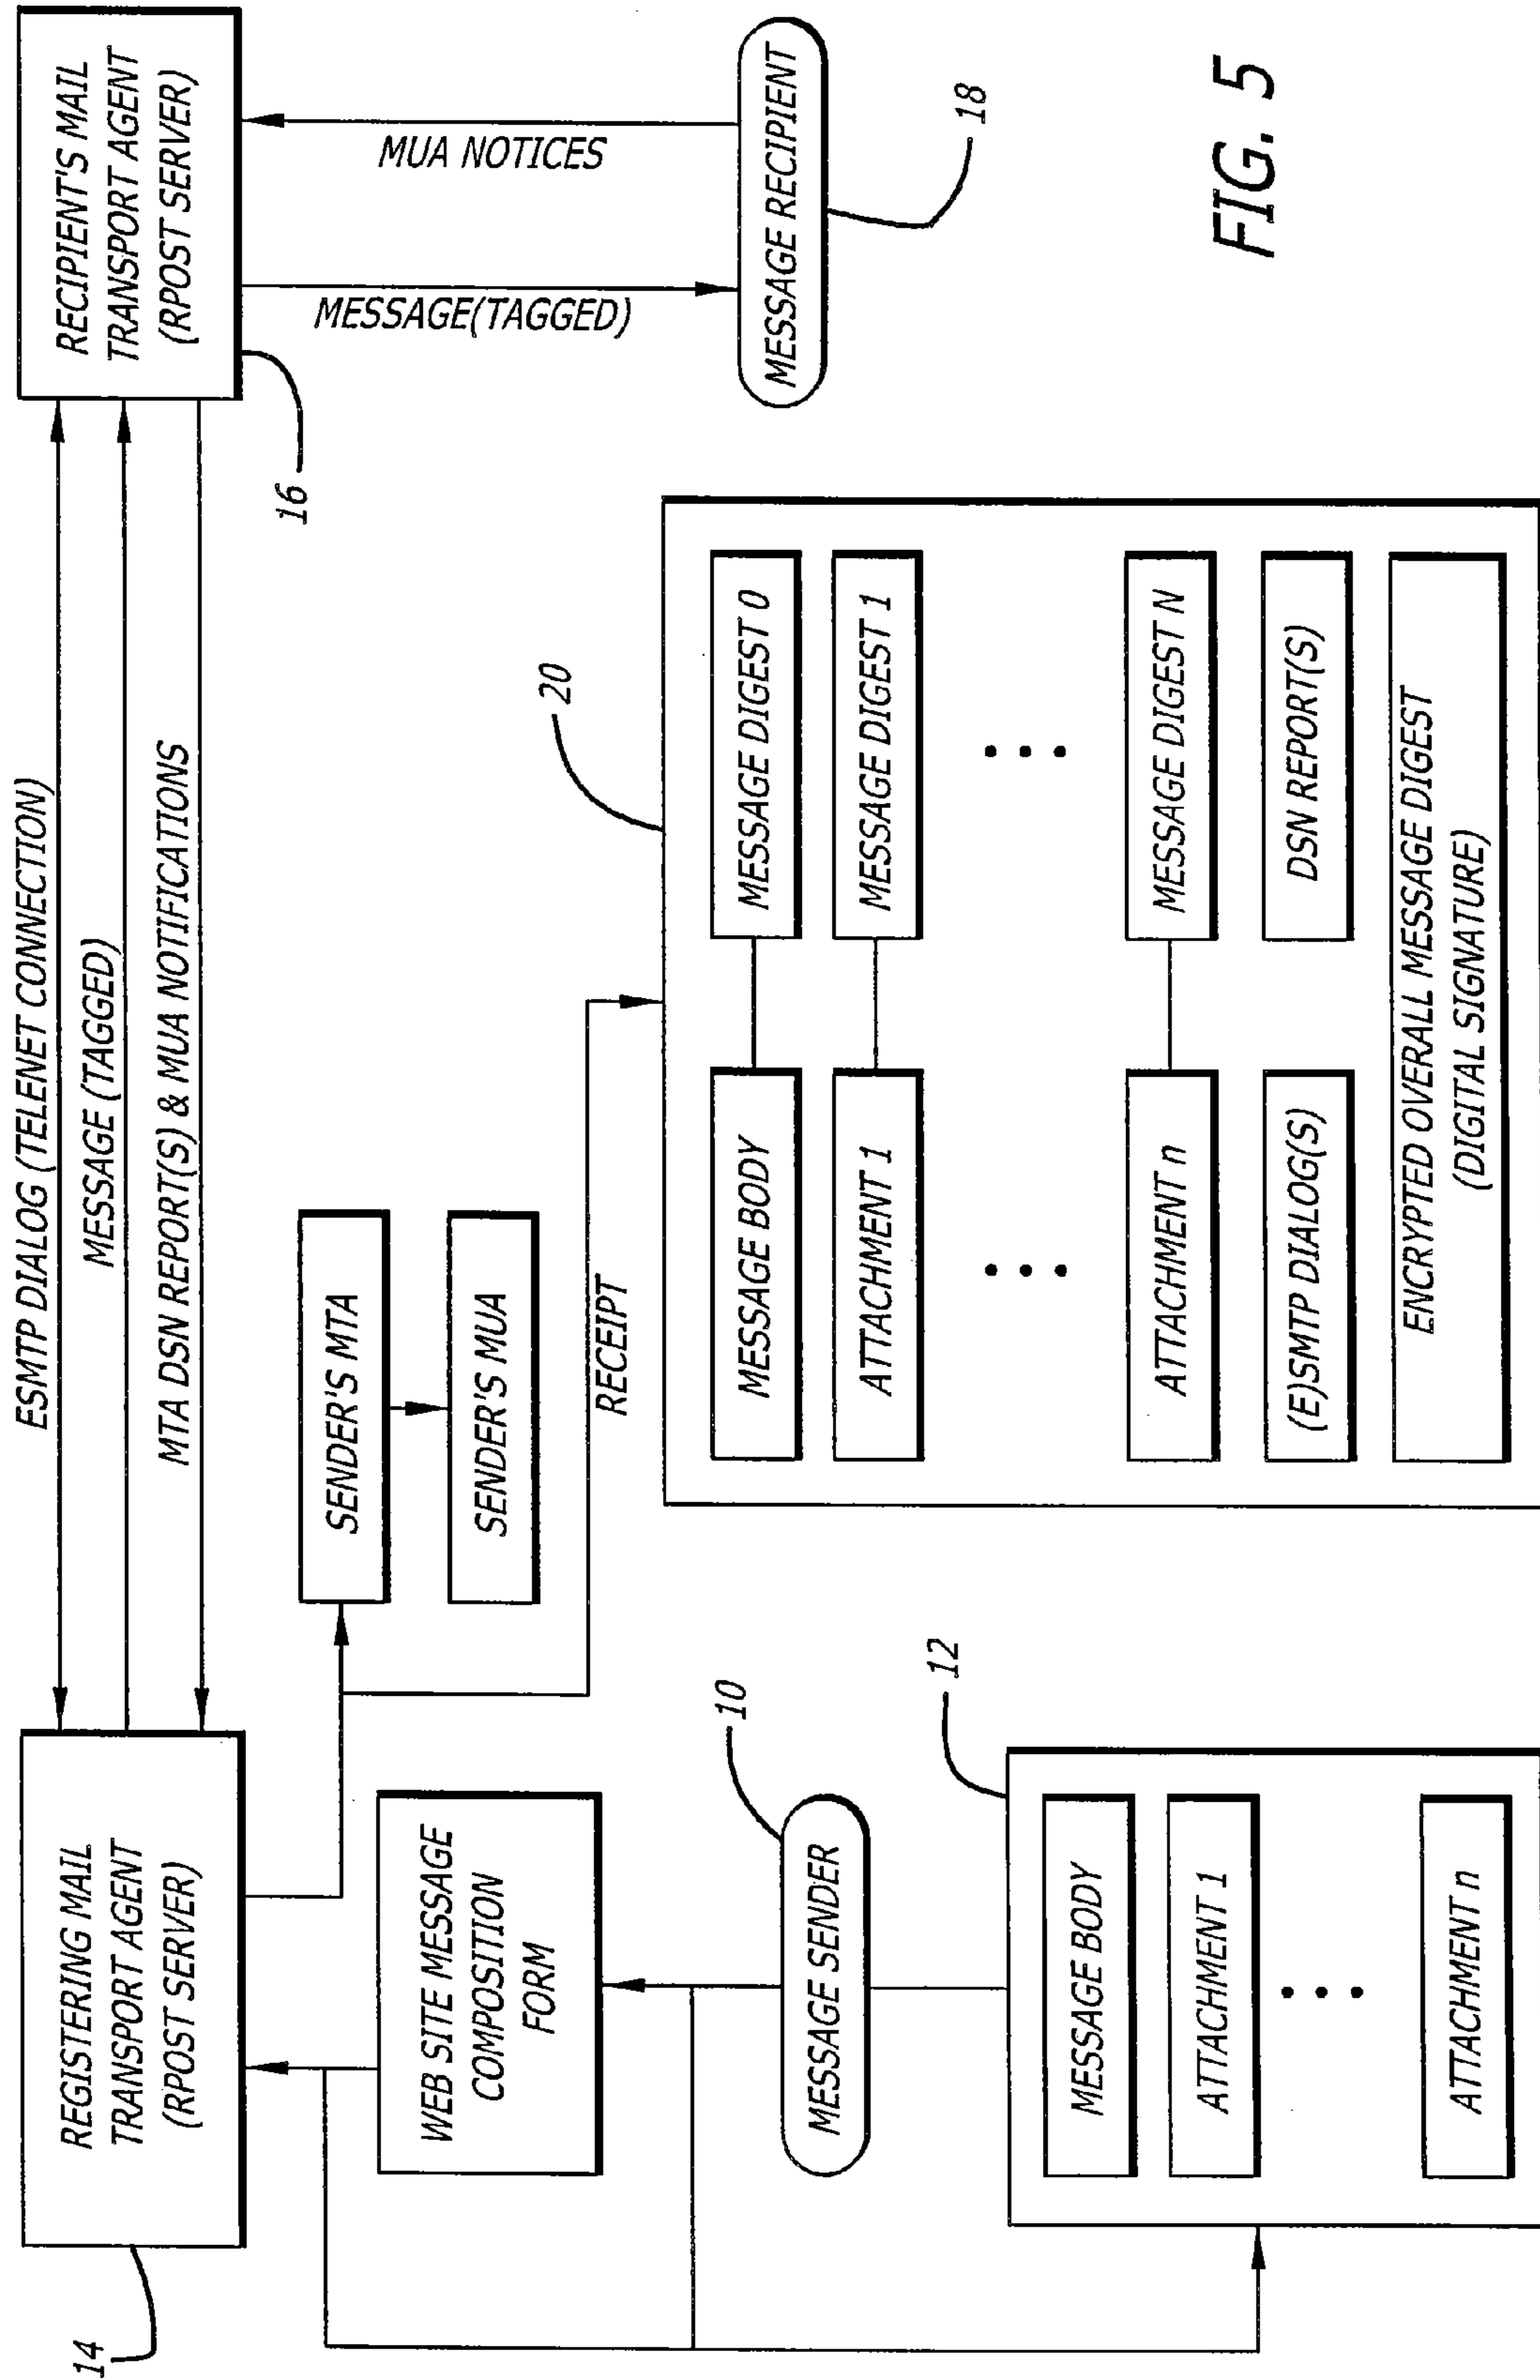 ESMTP DIALOG (TELENET CONNECTION)
MESSAGE (TAGGED)
MTA DSN REPORT(S) & MUA NOTIFICATIONS
14
REGISTERING MAIL
TRANSPORT AGENT
(RPOST SERVER)
RECIPIENT'S MAIL
TRANSPORT AGENT
(RPOST SERVER)
16
MESSAGE(TAGGED)
MUA NOTICES
MESSAGE RECIPIENT
18
SENDER'S MTA
SENDER'S MUA
RECEIPT
WEB SITE MESSAGE
COMPOSITION
FORM
10
MESSAGE SENDER
12
MESSAGE BODY
ATTACHMENT 1
• • •
ATTACHMENT n
20
MESSAGE BODY
MESSAGE DIGEST 0
ATTACHMENT 1
MESSAGE DIGEST 1
• • •
• • •
ATTACHMENT n
MESSAGE DIGEST N
(E)SMTP DIALOG(S)
DSN REPORT(S)
ENCRYPTED OVERALL MESSAGE DIGEST
(DIGITAL SIGNATURE)
FIG. 5